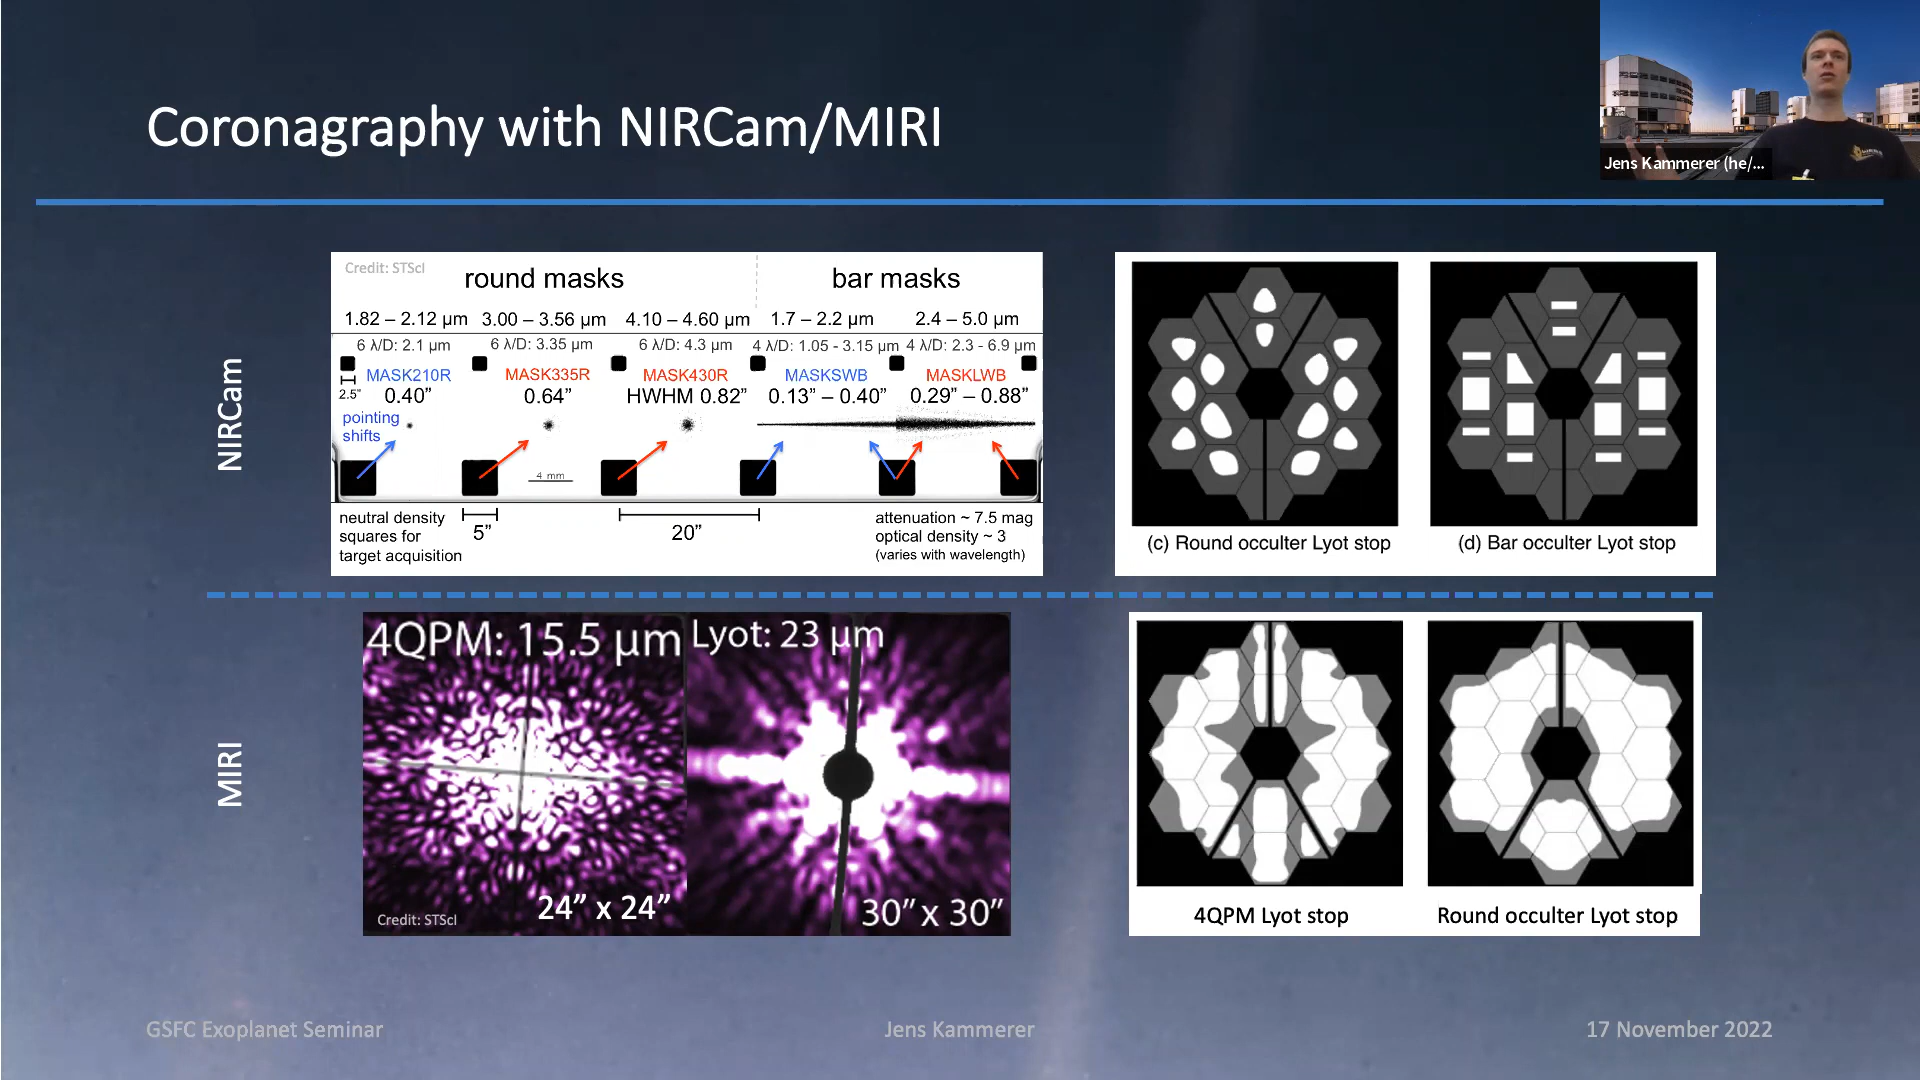 Coronagraphy with NIRCam/MIRI
Jens Kammerer (he/...
NIRCam
Credit: STScI
round masks
bar masks
1.82 – 2.12 µm
3.00 – 3.56 µm
4.10 – 4.60 µm
1.7 – 2.2 µm
2.4 – 5.0 µm
6 λ/D: 2.1 µm
6 λ/D: 3.35 µm
6 λ/D: 4.3 µm
4 λ/D: 1.05 - 3.15 µm
4 λ/D: 2.3 - 6.9 µm
MASK210R
MASK335R
MASK430R
MASKSWB
MASKLWB
2.5"
0.40”
0.64”
HWHM 0.82”
0.13” – 0.40”
0.29” – 0.88”
pointing
shifts
4 mm
neutral density
squares for
target acquisition
5”
20”
attenuation ~ 7.5 mag
optical density ~ 3
(varies with wavelength)
(c) Round occulter Lyot stop
(d) Bar occulter Lyot stop
MIRI
4QPM: 15.5 µm
Lyot: 23 µm
Credit: STScI
24” x 24”
30” x 30”
4QPM Lyot stop
Round occulter Lyot stop
GSFC Exoplanet Seminar
Jens Kammerer
17 November 2022